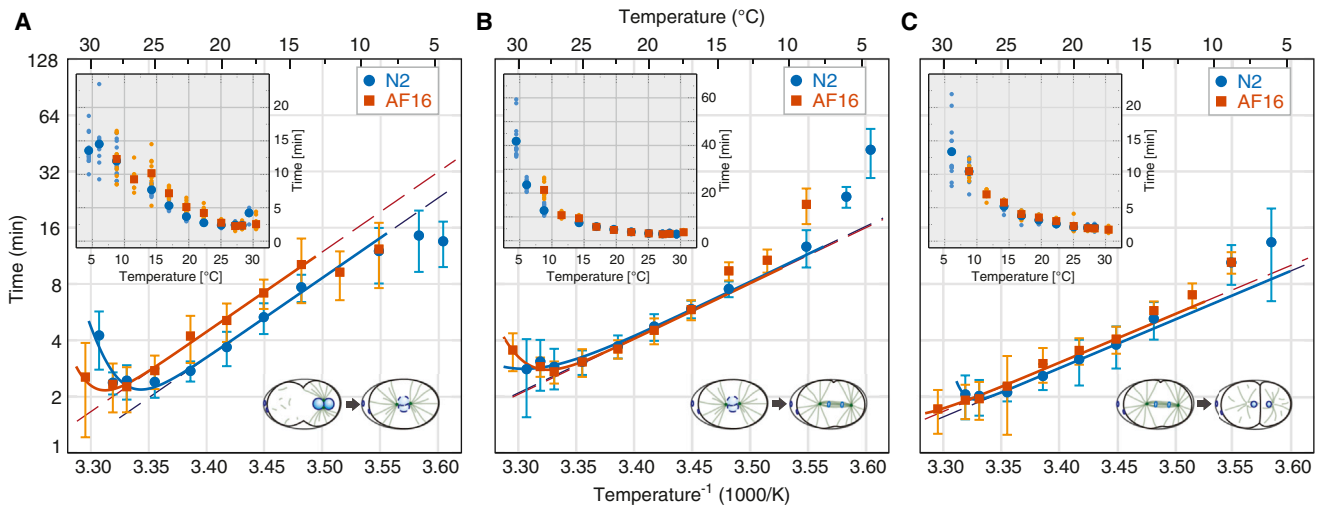 Temperature (°C)
A
B
C
30 25 20 15 10 5
30 25 20 15 10 5
30 25 20 15 10 5
128
64
32
16
8
4
2
1
Time (min)
N2
AF16
N2
AF16
N2
AF16
20
15
10
5
0
Time [min]
5 10 15 20 25 30
Temperature [°C]
60
40
20
0
Time [min]
5 10 15 20 25 30
Temperature [°C]
20
15
10
5
0
Time [min]
5 10 15 20 25 30
Temperature [°C]
3.30 3.35 3.40 3.45 3.50 3.55 3.60
3.30 3.35 3.40 3.45 3.50 3.55 3.60
3.30 3.35 3.40 3.45 3.50 3.55 3.60
Temperature⁻¹ (1000/K)